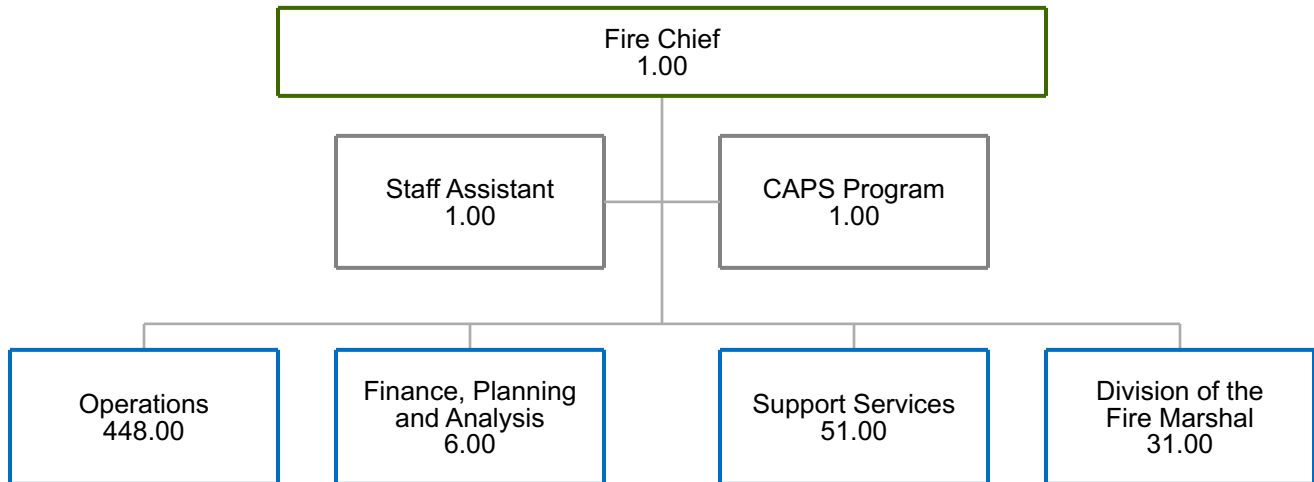 Fire Chief
1.00
Staff Assistant
1.00
CAPS Program
1.00
Operations
448.00
Finance, Planning
and Analysis
6.00
Support Services
51.00
Division of the
Fire Marshal
31.00